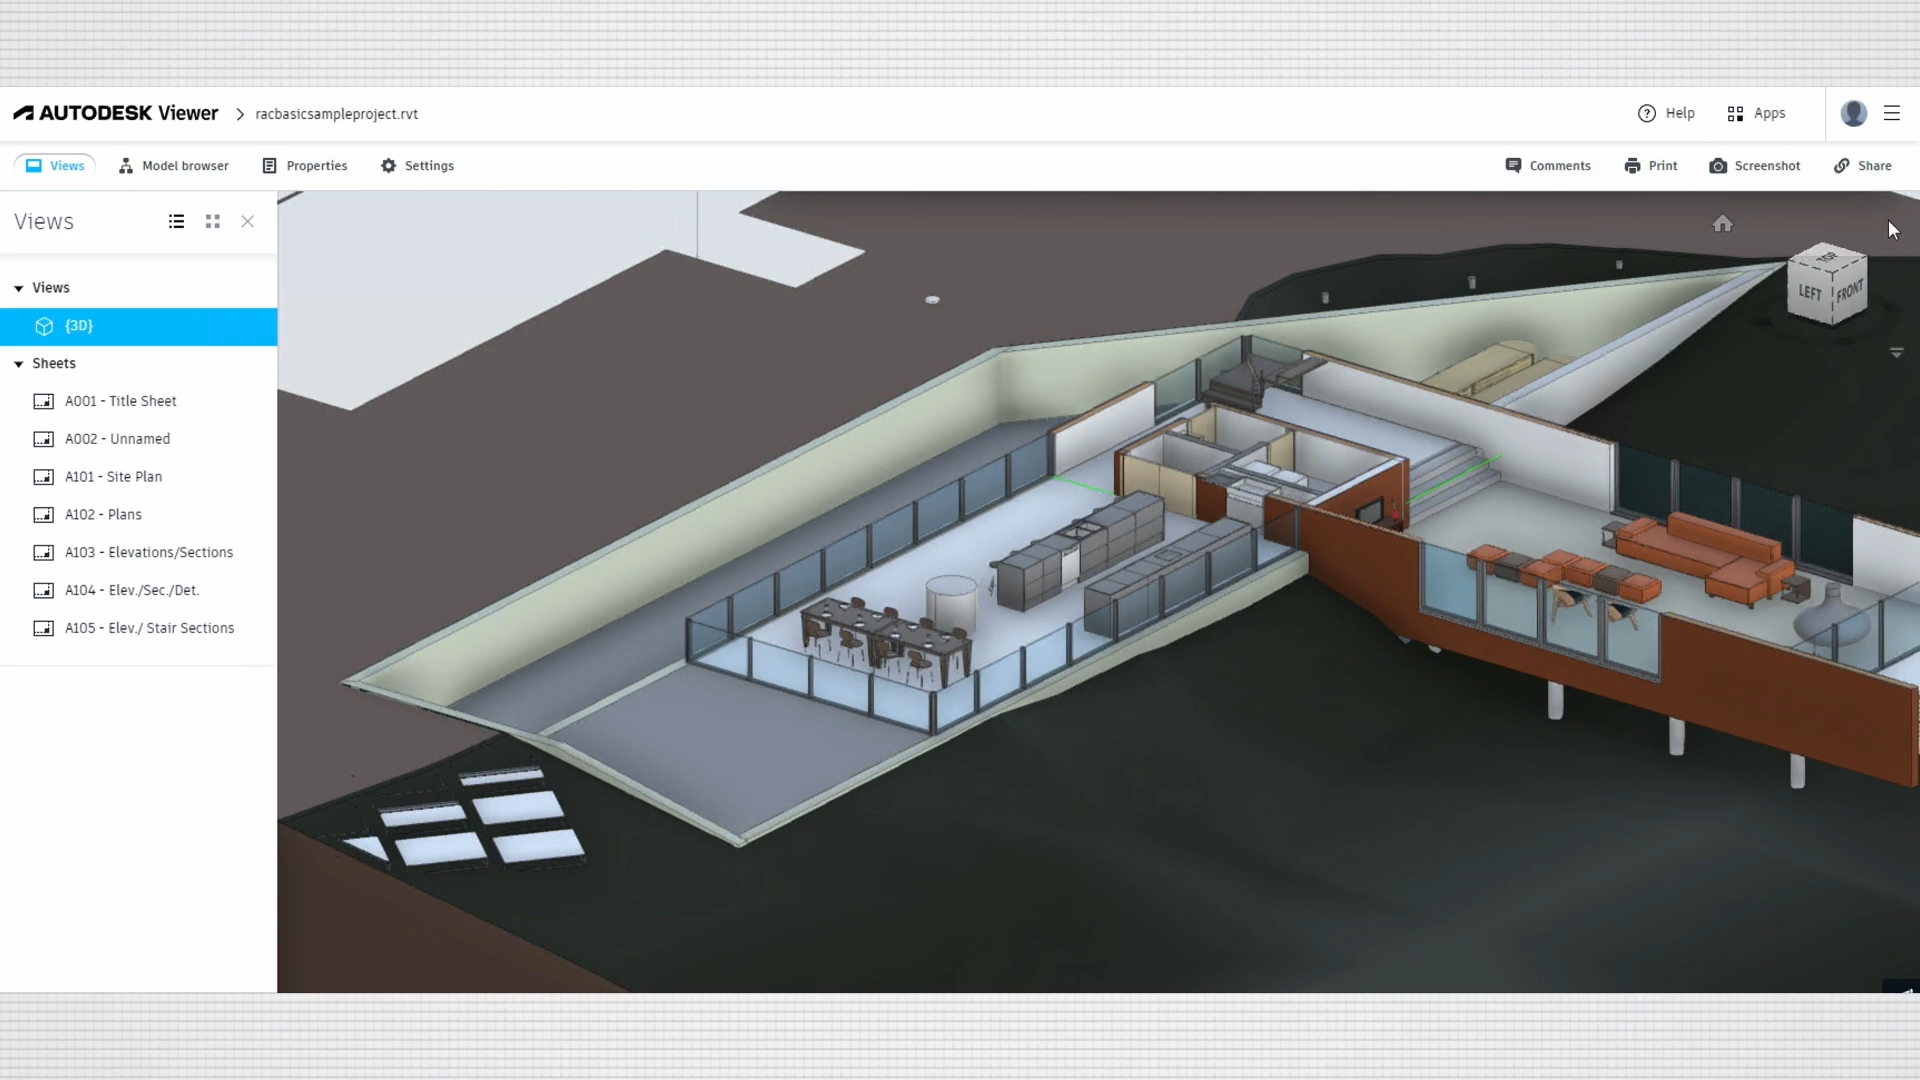 AUTODESK Viewer > racbasicsampleproject.rvt
Help
Apps
Views
Model browser
Properties
Settings
Comments
Print
Screenshot
Share
Views
Views
{3D}
Sheets
A001 - Title Sheet
A002 - Unnamed
A101 - Site Plan
A102 - Plans
A103 - Elevations/Sections
A104 - Elev./Sec./Det.
A105 - Elev./ Stair Sections
TOP
LEFT
FRONT